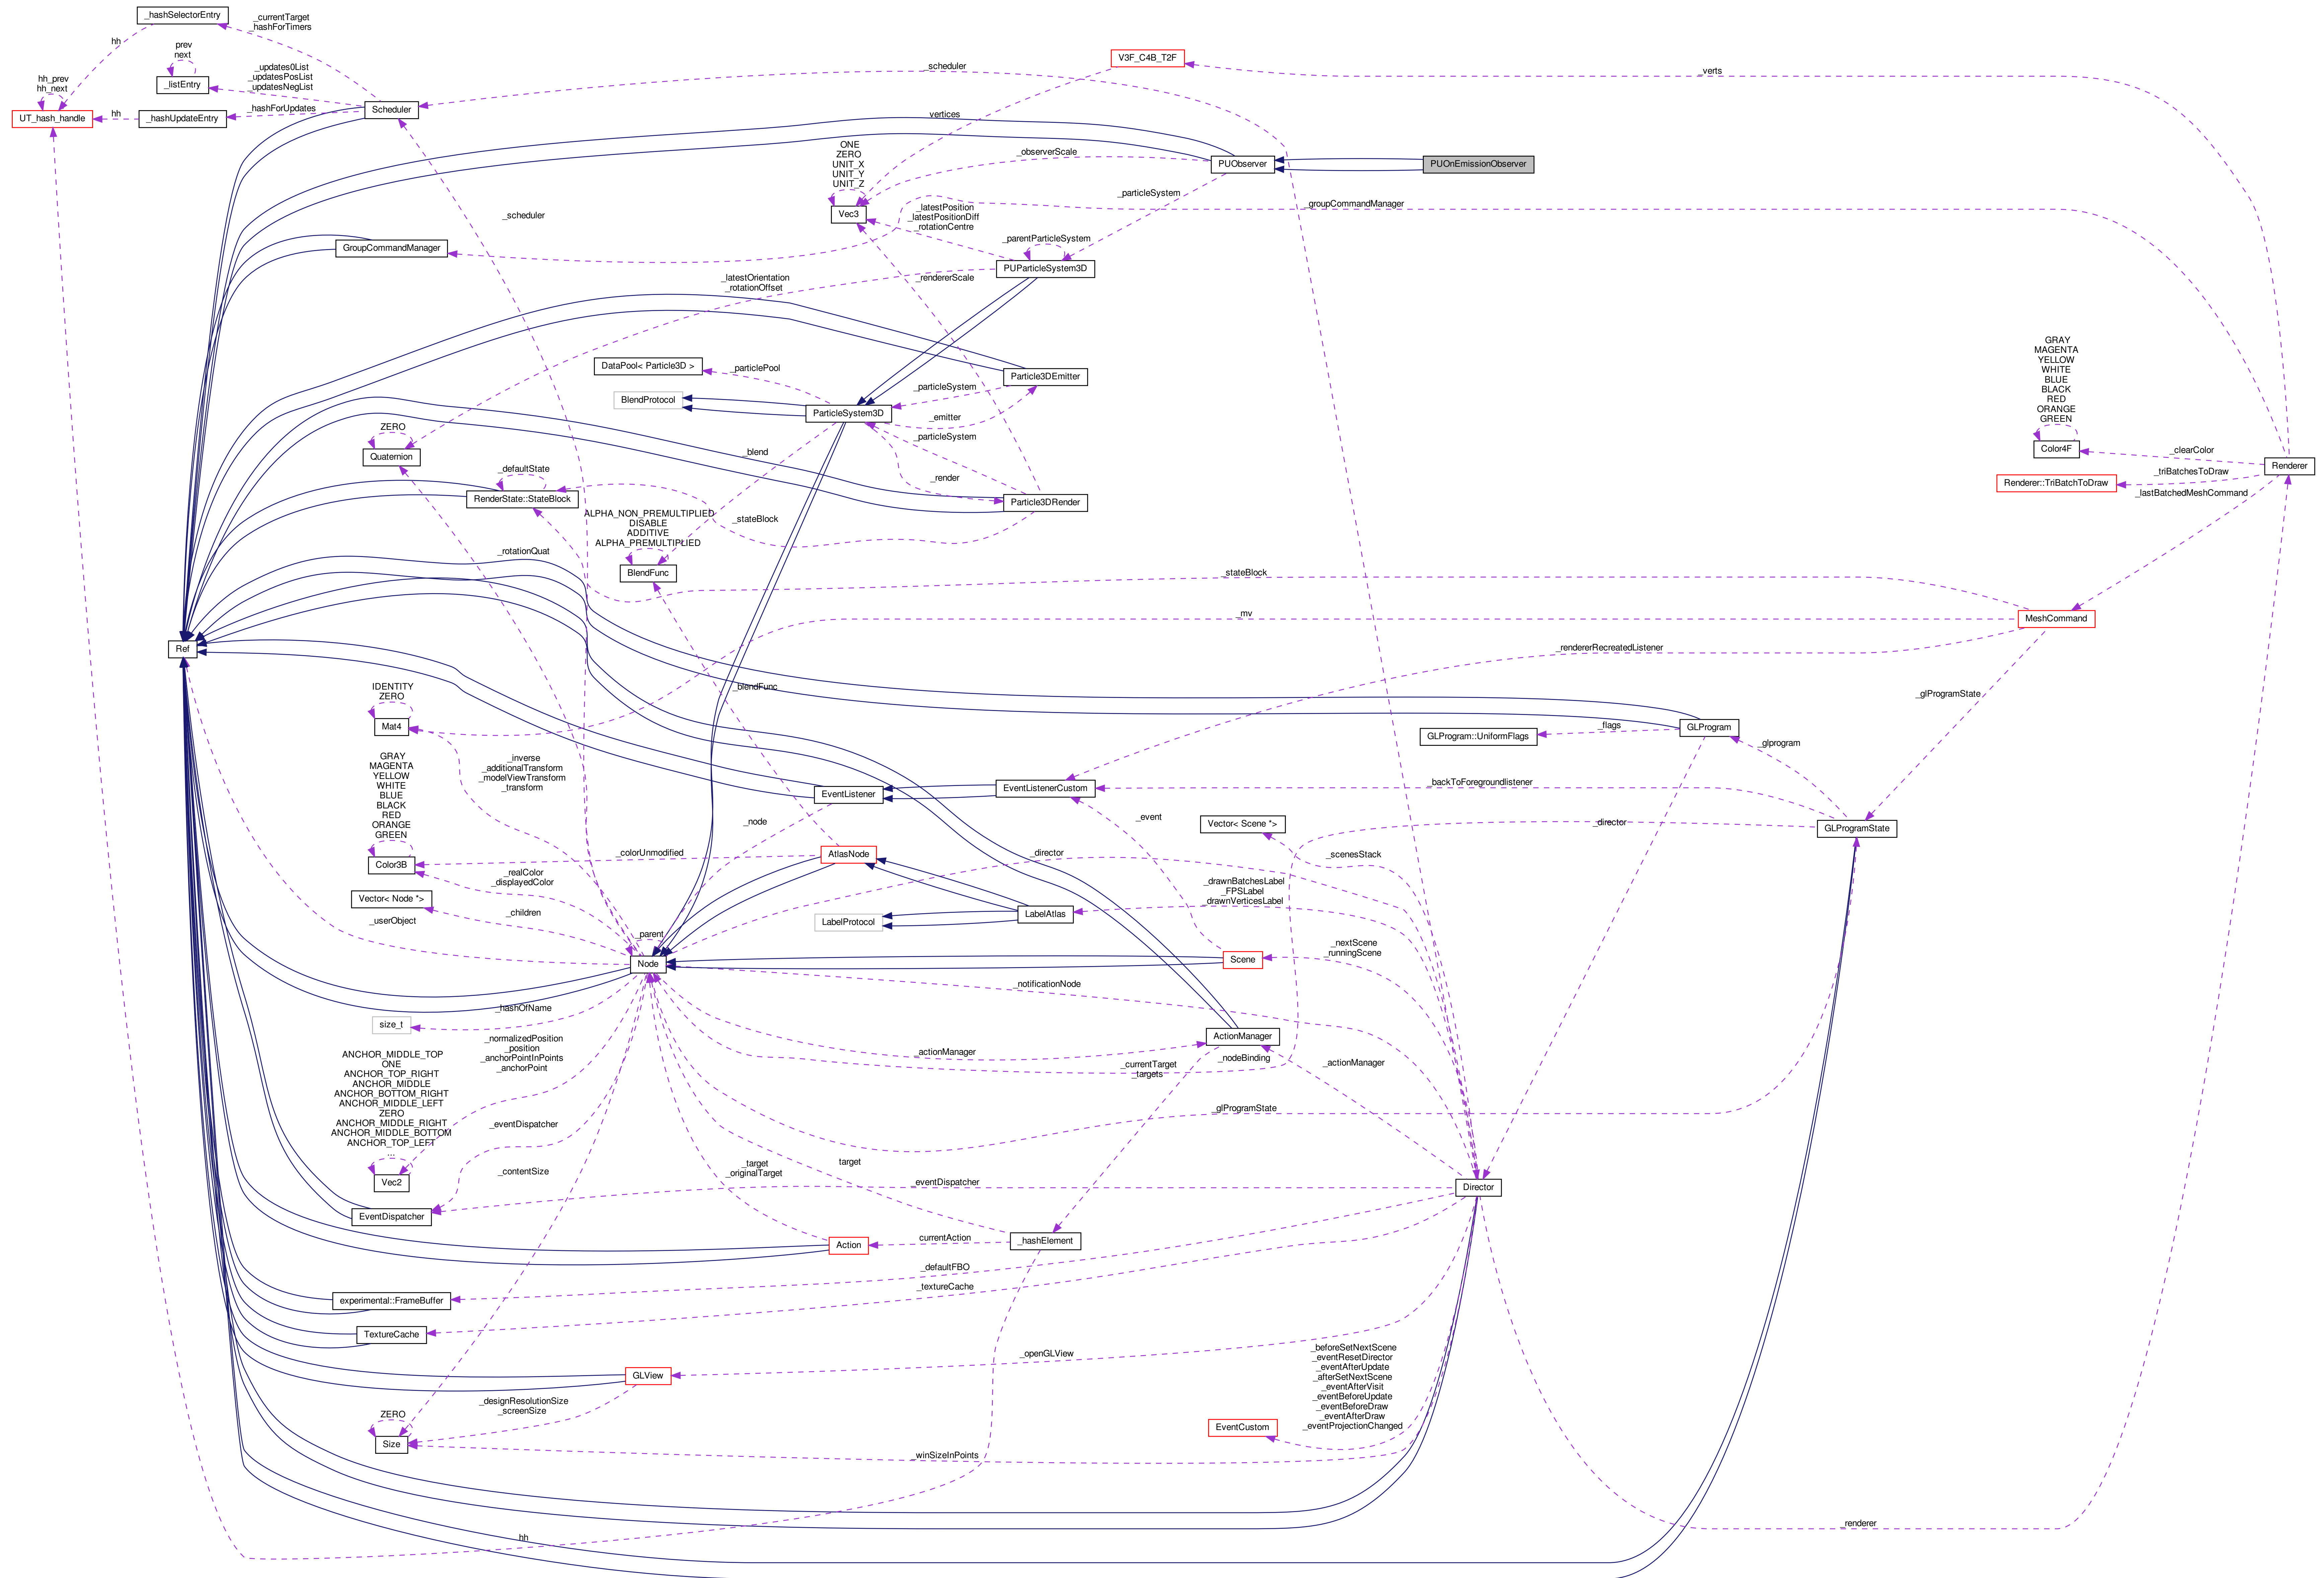 _hashSelectorEntry
_currentTarget
_hashForTimers
hh
prev
next
_listEntry
_updates0List
_updatesPosList
_updatesNegList
hh_prev
hh_next
UT_hash_handle
hh
_hashUpdateEntry
_hashForUpdates
Scheduler
_scheduler
V3F_C4B_T2F
_verts
vertices
ONE
ZERO
UNIT_X
UNIT_Y
UNIT_Z
Vec3
_observerScale
PUObserver
PUOnEmissionObserver
_particleSystem
_scheduler
_latestPosition
_latestPositionDiff
_rotationCentre
_groupCommandManager
GroupCommandManager
_parentParticleSystem
PUParticleSystem3D
_latestOrientation
_rotationOffset
_rendererScale
DataPool< Particle3D >
_particlePool
Particle3DEmitter
BlendProtocol
ParticleSystem3D
_particleSystem
_emitter
_particleSystem
ZERO
Quaternion
_blend
_render
_defaultState
RenderState::StateBlock
Particle3DRender
_stateBlock
ALPHA_NON_PREMULTIPLIED
DISABLE
ADDITIVE
ALPHA_PREMULTIPLIED
BlendFunc
GRAY
MAGENTA
YELLOW
WHITE
BLUE
BLACK
RED
ORANGE
GREEN
Color4F
_clearColor
Renderer
Renderer::TriBatchToDraw
_triBatchesToDraw
_lastBatchedMeshCommand
_rotationQuat
_stateBlock
_mv
MeshCommand
Ref
_rendererRecreatedListener
_glProgramState
IDENTITY
ZERO
Mat4
_blendFunc
GLProgram::UniformFlags
_flags
GLProgram
_glprogram
_inverse
_additionalTransform
_modelViewTransform
_transform
GRAY
MAGENTA
YELLOW
WHITE
BLUE
BLACK
RED
ORANGE
GREEN
Color3B
EventListener
EventListenerCustom
_backToForegroundlistener
_node
_event
Vector< Scene *>
_director
GLProgramState
_colorUnmodified
AtlasNode
_director
_scenesStack
_realColor
_displayedColor
Vector< Node *>
_children
_userObject
_drawnBatchesLabel
_FPSLabel
_drawnVerticesLabel
LabelProtocol
LabelAtlas
_parent
Node
Scene
_nextScene
_runningScene
_notificationNode
_hashOfName
size_t
ActionManager
_normalizedPosition
_position
_anchorPointInPoints
_anchorPoint
_actionManager
_nodeBinding
_currentTarget
_targets
_actionManager
ANCHOR_MIDDLE_TOP
ONE
ANCHOR_TOP_RIGHT
ANCHOR_MIDDLE
ANCHOR_BOTTOM_RIGHT
ANCHOR_MIDDLE_LEFT
ZERO
ANCHOR_MIDDLE_RIGHT
ANCHOR_MIDDLE_BOTTOM
ANCHOR_TOP_LEFT
...
Vec2
_glProgramState
_eventDispatcher
_contentSize
_target
_originalTarget
target
_eventDispatcher
Director
EventDispatcher
Action
currentAction
_hashElement
_defaultFBO
_textureCache
experimental::FrameBuffer
TextureCache
_openGLView
GLView
_designResolutionSize
_screenSize
ZERO
Size
_beforeSetNextScene
_eventResetDirector
_eventAfterUpdate
_afterSetNextScene
_eventAfterVisit
_eventBeforeUpdate
_eventBeforeDraw
_eventAfterDraw
_eventProjectionChanged
EventCustom
_winSizeInPoints
_renderer
hh